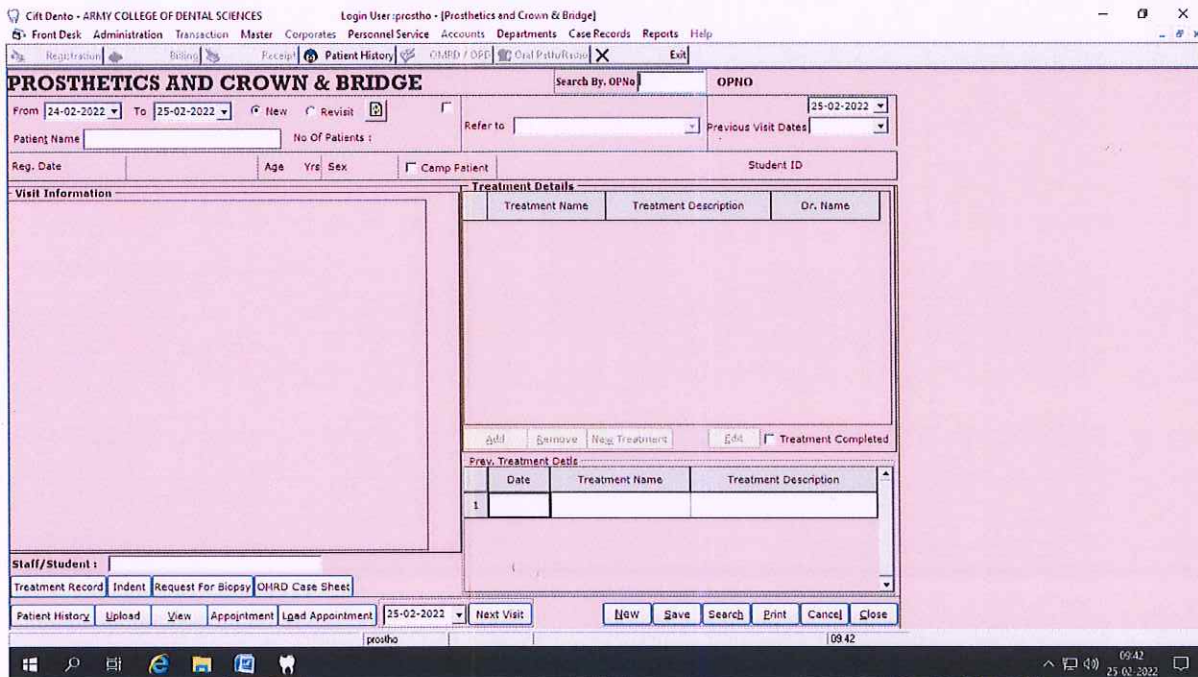 Cift Dento - ARMY COLLEGE OF DENTAL SCIENCES Login User :prostho - [Prosthetics and Crown & Bridge]
Front Desk Administration Transaction Master Corporates Personnel Service Accounts Departments Case Records Reports Help
Registration Billing Receipt Patient History OMRD / OPD Oral Path/Radio Exit
PROSTHETICS AND CROWN & BRIDGE Search By. OPNo OPNO
From 24-02-2022 To 25-02-2022 New Revisit 25-02-2022
Patient Name No Of Patients : Refer to Previous Visit Dates
Reg. Date Age Yrs Sex Camp Patient Student ID
Visit Information Treatment Details
Treatment Name Treatment Description Dr. Name
Add Remove New Treatment Edit Treatment Completed
Prev. Treatment Detls
Date Treatment Name Treatment Description
1
Staff/Student :
Treatment Record Indent Request For Biopsy OMRD Case Sheet
Patient History Upload View Appointment Load Appointment 25-02-2022 Next Visit New Save Search Print Cancel Close
prostho 09.42
09:42
25-02-2022